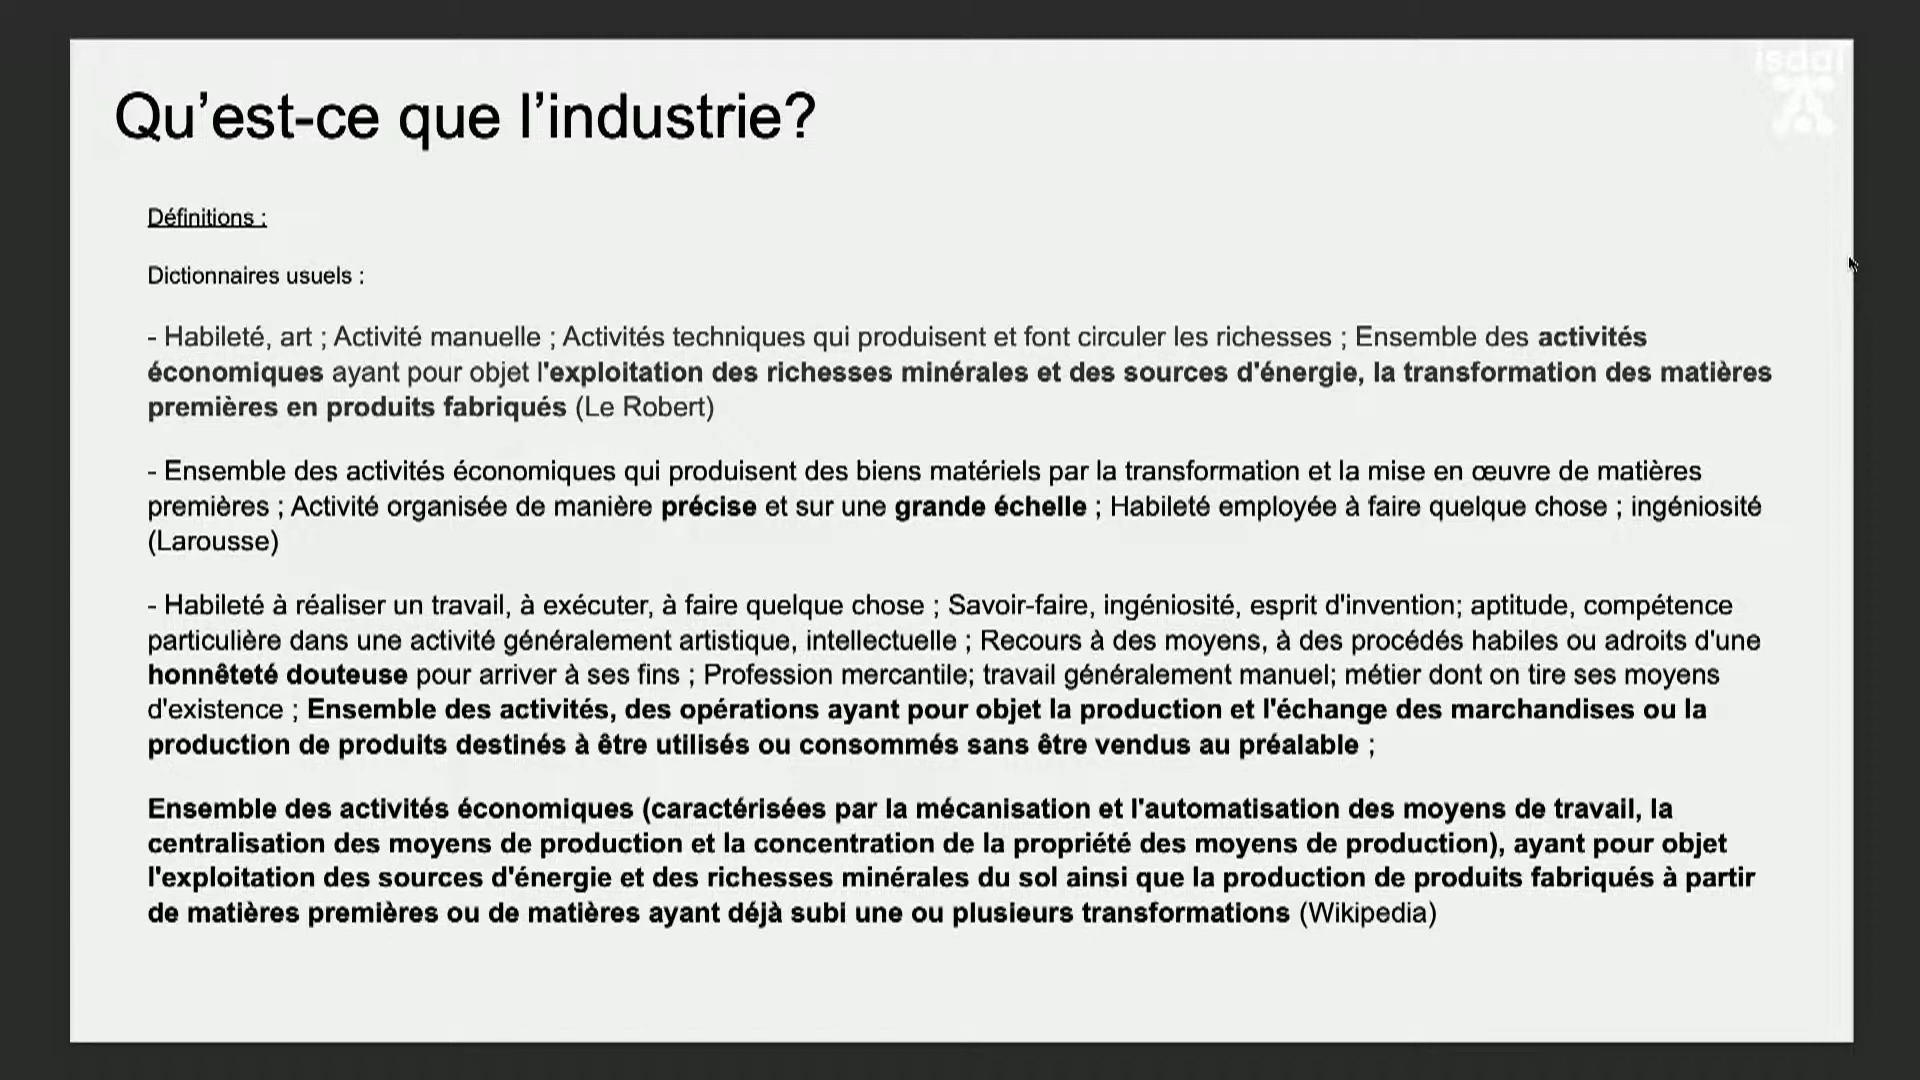 Qu’est-ce que l’industrie?
Définitions :
Dictionnaires usuels :
- Habileté, art ; Activité manuelle ; Activités techniques qui produisent et font circuler les richesses ; Ensemble des activités
économiques ayant pour objet l'exploitation des richesses minérales et des sources d'énergie, la transformation des matières
premières en produits fabriqués (Le Robert)
- Ensemble des activités économiques qui produisent des biens matériels par la transformation et la mise en œuvre de matières
premières ; Activité organisée de manière précise et sur une grande échelle ; Habileté employée à faire quelque chose ; ingéniosité
(Larousse)
- Habileté à réaliser un travail, à exécuter, à faire quelque chose ; Savoir-faire, ingéniosité, esprit d'invention; aptitude, compétence
particulière dans une activité généralement artistique, intellectuelle ; Recours à des moyens, à des procédés habiles ou adroits d'une
honnêteté douteuse pour arriver à ses fins ; Profession mercantile; travail généralement manuel; métier dont on tire ses moyens
d'existence ; Ensemble des activités, des opérations ayant pour objet la production et l'échange des marchandises ou la
production de produits destinés à être utilisés ou consommés sans être vendus au préalable ;
Ensemble des activités économiques (caractérisées par la mécanisation et l'automatisation des moyens de travail, la
centralisation des moyens de production et la concentration de la propriété des moyens de production), ayant pour objet
l'exploitation des sources d'énergie et des richesses minérales du sol ainsi que la production de produits fabriqués à partir
de matières premières ou de matières ayant déjà subi une ou plusieurs transformations (Wikipedia)